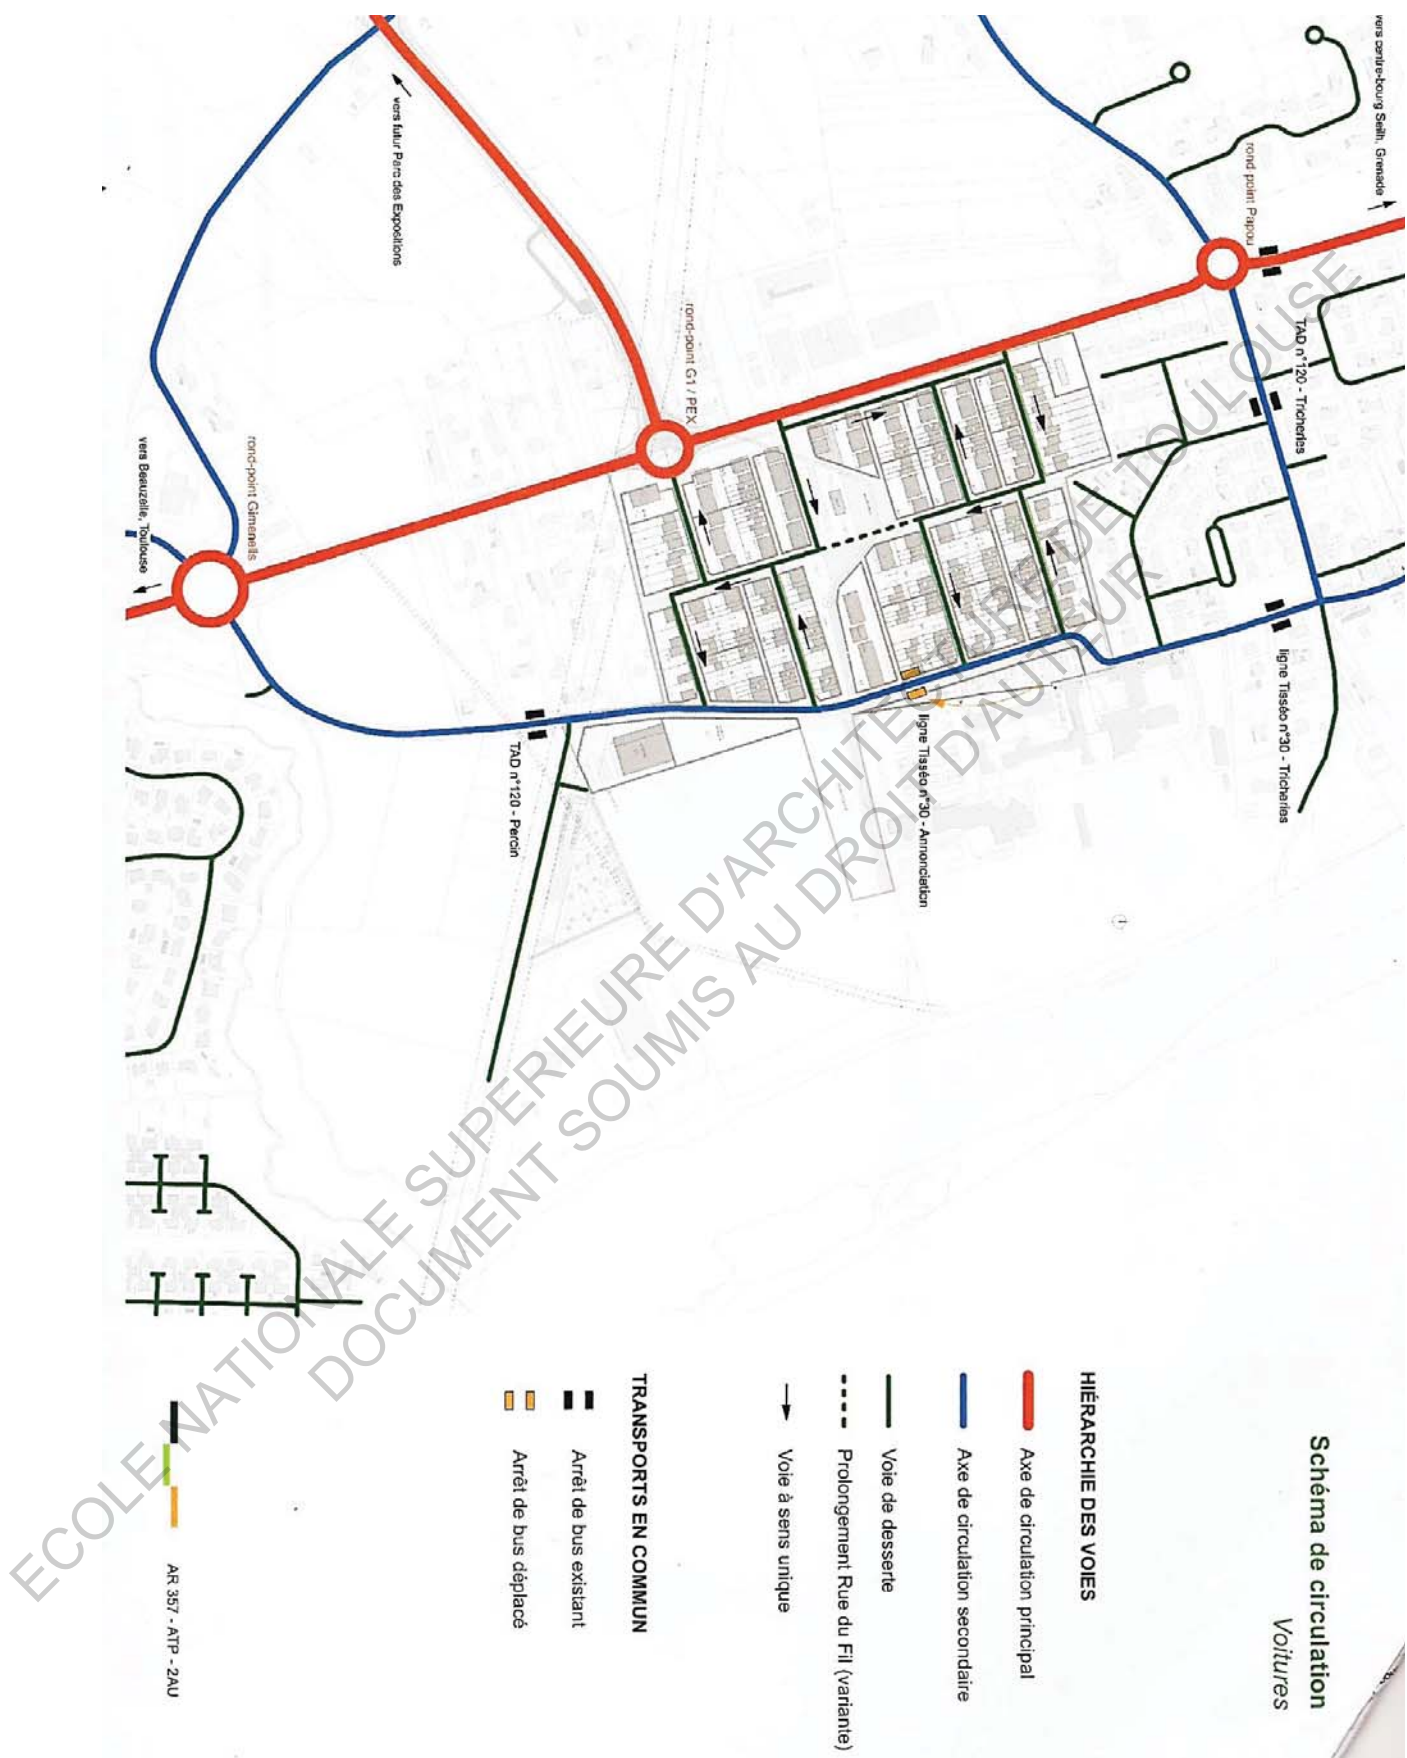 Schéma de circulation
Voitures
HIÉRARCHIE DES VOIES
Axe de circulation principal
Axe de circulation secondaire
Voie de desserte
Prolongement Rue du Fil (variante)
Voie à sens unique
TRANSPORTS EN COMMUN
Arrêt de bus existant
Arrêt de bus déplacé
AR 357 - ATP - 2AU
vers centre-bourg Seilh, Grenade
rond-point Papou
TAD n°120 - Tricheries
ligne Tisséo n°30 - Tricheries
ligne Tisséo n°30 - Annonciation
rond-point G1 / PEX
TAD n°120 - Percin
vers futur Parc des Expositions
rond-point Gimenells
vers Beauzelle, Toulouse
ECOLE NATIONALE SUPERIEURE D'ARCHITECTURE DE TOULOUSE
DOCUMENT SOUMIS AU DROIT D'AUTEUR